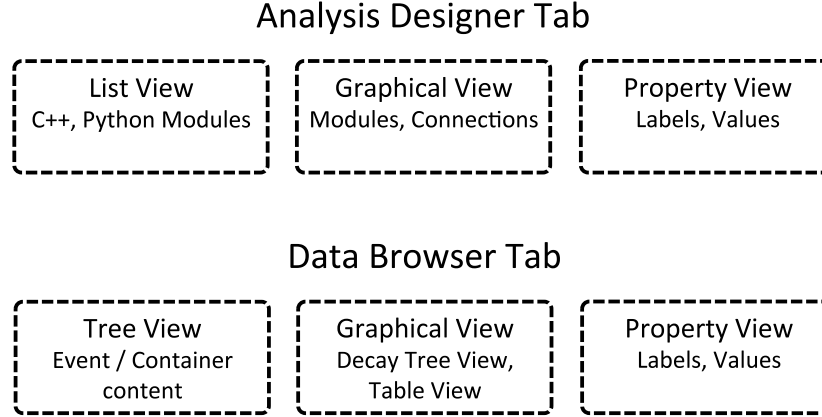 Analysis Designer Tab
List View
C++, Python Modules
Graphical View
Modules, Connections
Property View
Labels, Values
Data Browser Tab
Tree View
Event / Container
content
Graphical View
Decay Tree View,
Table View
Property View
Labels, Values